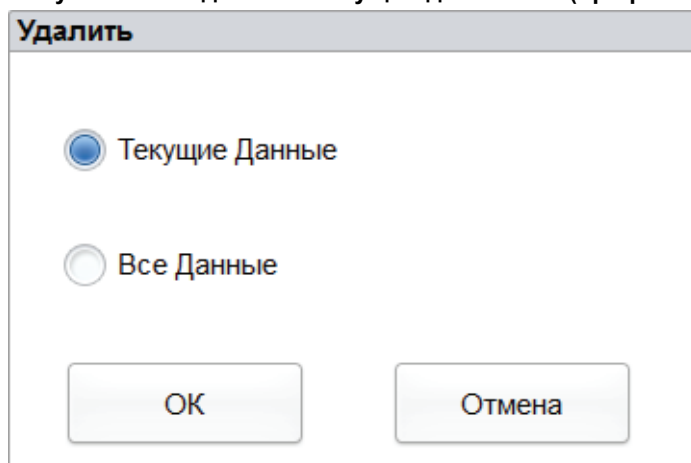 Удалить
Текущие Данные
Все Данные
ОК
Отмена